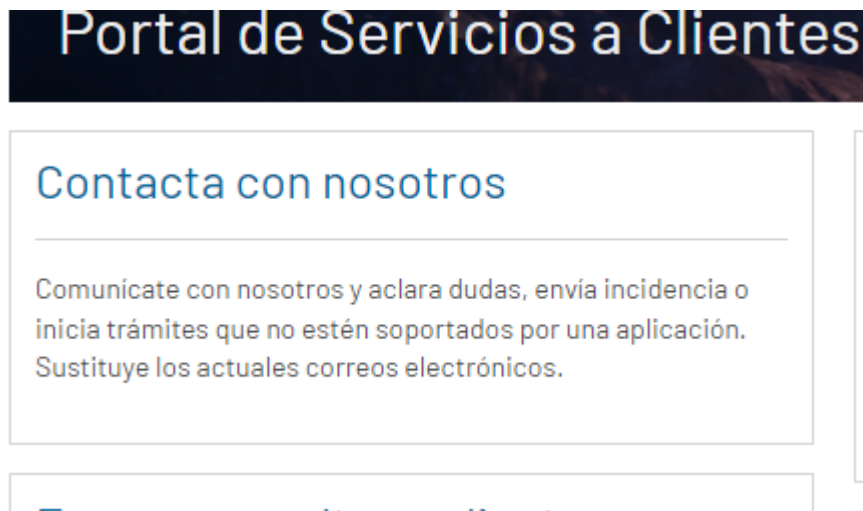 Portal de Servicios a Clientes
Contacta con nosotros
Comunícate con nosotros y aclara dudas, envía incidencia o
inicia trámites que no estén soportados por una aplicación.
Sustituye los actuales correos electrónicos.